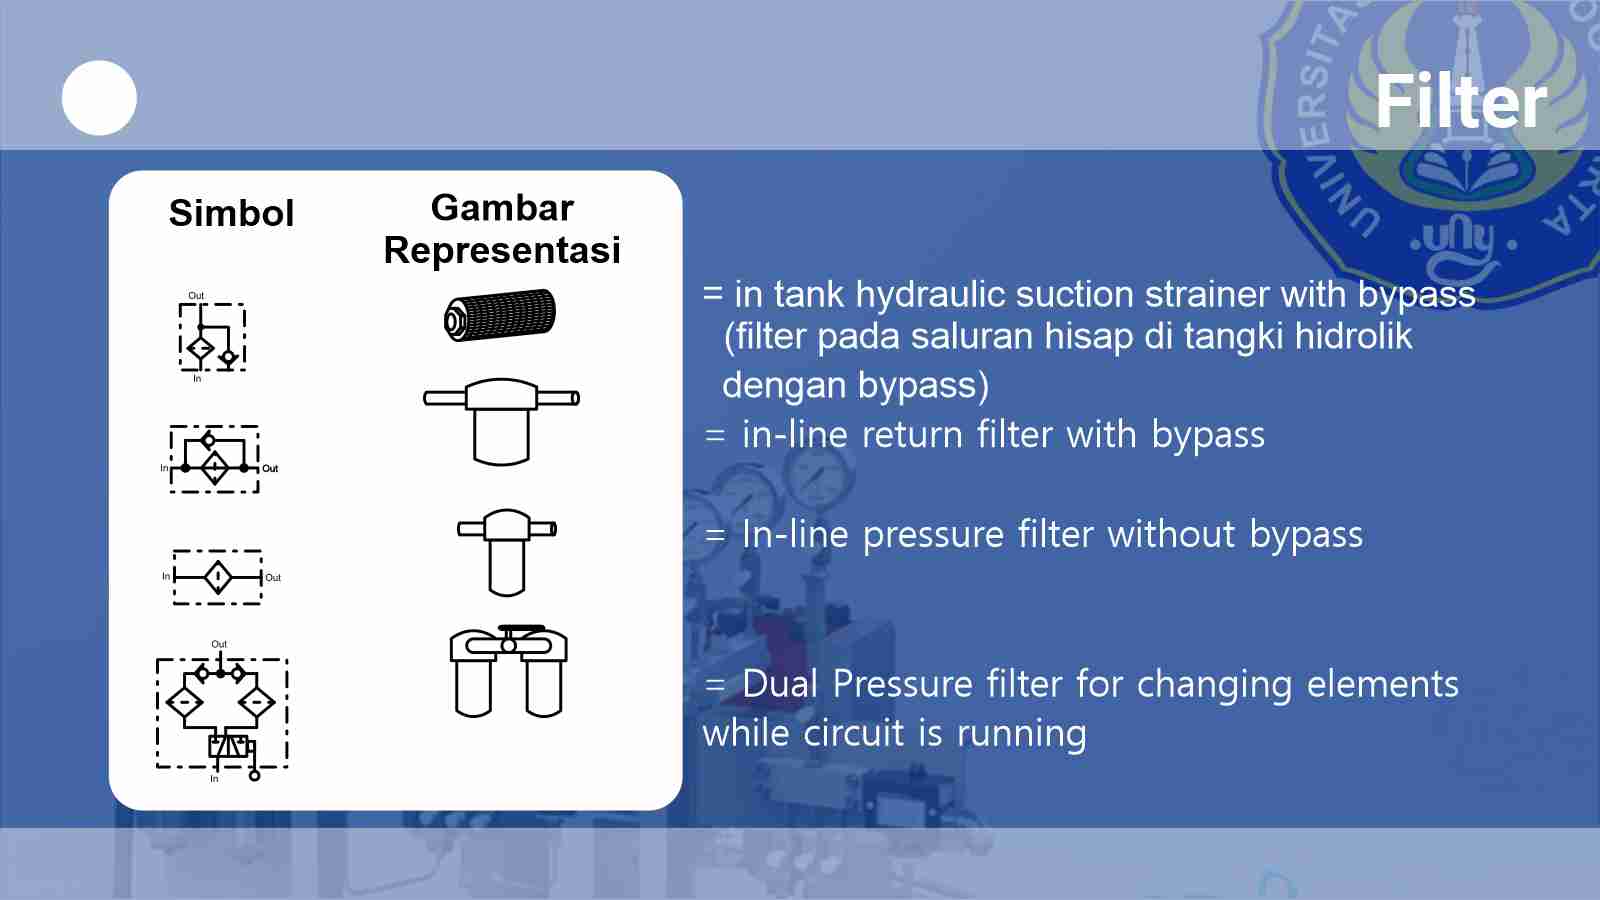 Filter
UNIVERSITAS
uny
Simbol
Gambar
Representasi
Out
In
In
Out
In
Out
Out
In
= in tank hydraulic suction strainer with bypass
(filter pada saluran hisap di tangki hidrolik
dengan bypass)
= in-line return filter with bypass
= In-line pressure filter without bypass
= Dual Pressure filter for changing elements
while circuit is running